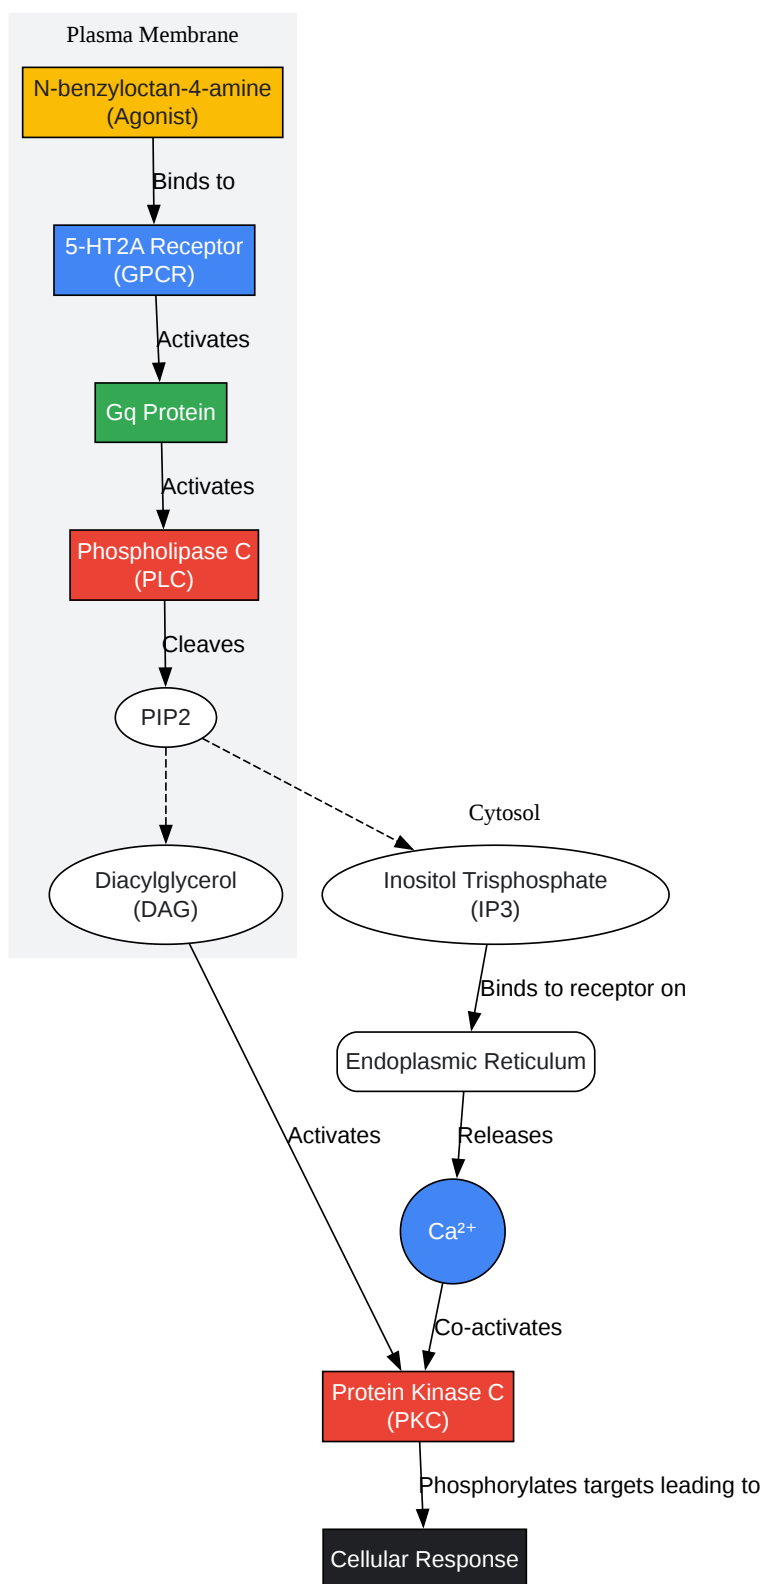 Plasma Membrane
N-benzyloctan-4-amine
(Agonist)
Binds to
5-HT2A Receptor
(GPCR)
Activates
Gq Protein
Activates
Phospholipase C
(PLC)
Cleaves
PIP2
Cytosol
Diacylglycerol
(DAG)
Inositol Trisphosphate
(IP3)
Binds to receptor on
Endoplasmic Reticulum
Activates
Releases
Ca²⁺
Co-activates
Protein Kinase C
(PKC)
Phosphorylates targets leading to
Cellular Response